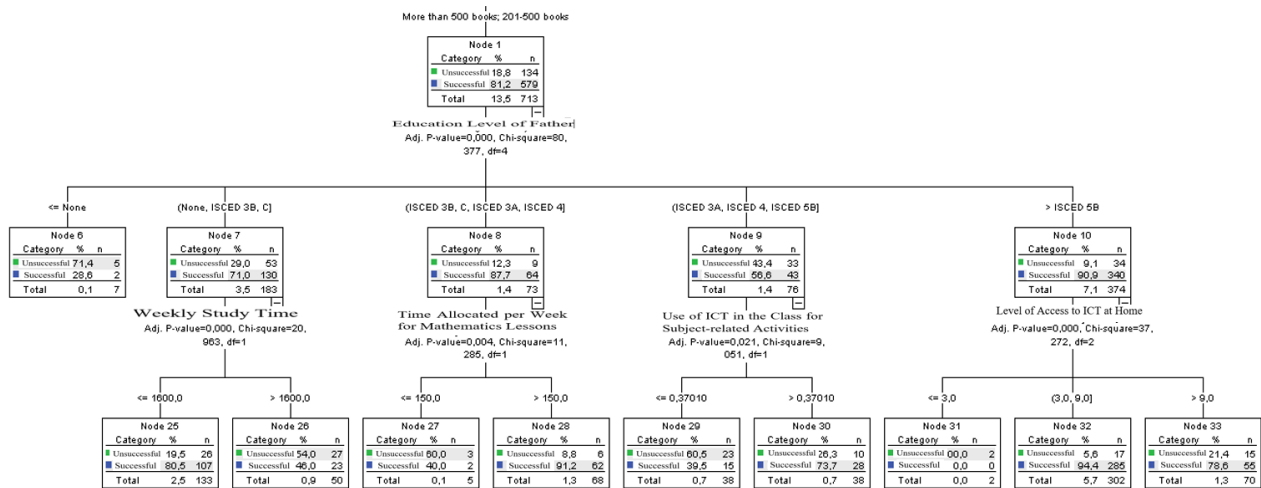 More than 500 books; 201-500 books
Node 1
Category % n
Unsuccessful 18,8 134
Successful 81,2 579
Total 13,5 713
Education Level of Father
Adj. P-value=0,000, Chi-square=80,
377, df=4
<= None
(None, ISCED 3B, C]
(ISCED 3B, C, ISCED 3A, ISCED 4]
(ISCED 3A, ISCED 4, ISCED 5B]
> ISCED 5B
Node 6
Category % n
Unsuccessful 71,4 5
Successful 28,6 2
Total 0,1 7
Node 7
Category % n
Unsuccessful 29,0 53
Successful 71,0 130
Total 3,5 183
Weekly Study Time
Adj. P-value=0,000, Chi-square=20,
963, df=1
Node 8
Category % n
Unsuccessful 12,3 9
Successful 87,7 64
Total 1,4 73
Time Allocated per Week
for Mathematics Lessons
Adj. P-value=0,004, Chi-square=11,
285, df=1
Node 9
Category % n
Unsuccessful 43,4 33
Successful 56,6 43
Total 1,4 76
Use of ICT in the Class for
Subject-related Activities
Adj. P-value=0,021, Chi-square=9,
051, df=1
Node 10
Category % n
Unsuccessful 9,1 34
Successful 90,9 340
Total 7,1 374
Level of Access to ICT at Home
Adj. P-value=0,000, Chi-square=37,
272, df=2
<= 1600,0
> 1600,0
<= 150,0
> 150,0
<= 0,37010
> 0,37010
<= 3,0
(3,0, 9,0]
> 9,0
Node 25
Category % n
Unsuccessful 19,5 26
Successful 80,5 107
Total 2,5 133
Node 26
Category % n
Unsuccessful 54,0 27
Successful 46,0 23
Total 0,9 50
Node 27
Category % n
Unsuccessful 60,0 3
Successful 40,0 2
Total 0,1 5
Node 28
Category % n
Unsuccessful 8,8 6
Successful 91,2 62
Total 1,3 68
Node 29
Category % n
Unsuccessful 60,5 23
Successful 39,5 15
Total 0,7 38
Node 30
Category % n
Unsuccessful 26,3 10
Successful 73,7 28
Total 0,7 38
Node 31
Category % n
Unsuccessful 00,0 2
Successful 0,0 0
Total 0,0 2
Node 32
Category % n
Unsuccessful 5,6 17
Successful 94,4 285
Total 5,7 302
Node 33
Category % n
Unsuccessful 21,4 15
Successful 78,6 55
Total 1,3 70